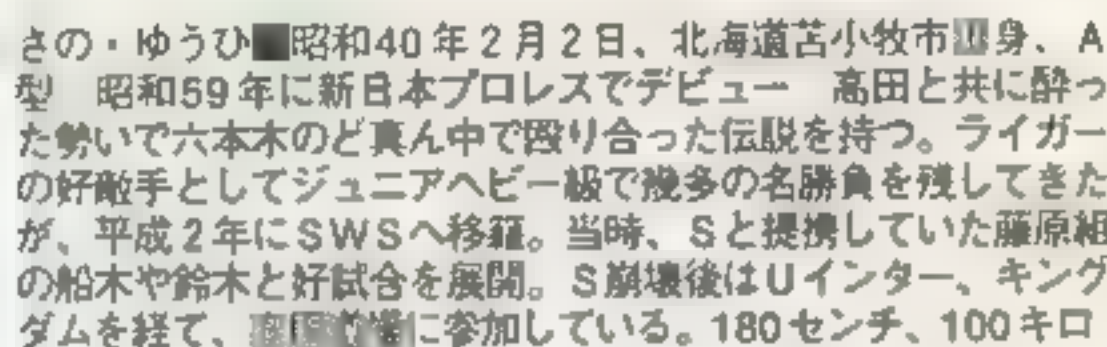 さの・ゆうひ 昭和40年2月2日、北海道苫小牧市 身、A
型 昭和59年に新日本プロレスでデビュー 高田と共に酔っ
た勢いで六本木のど真ん中で殴り合った伝説を持つ。ライガー
の好敵手としてジュニアヘビー級で幾多の名勝負を残してきた
が、平成2年にSWSへ移籍。当時、Sと提携していた藤原組
の船木や鈴木と好試合を展開。S崩壊後はUインター、キング
ダムを経て、 に参加している。180センチ、100キロ